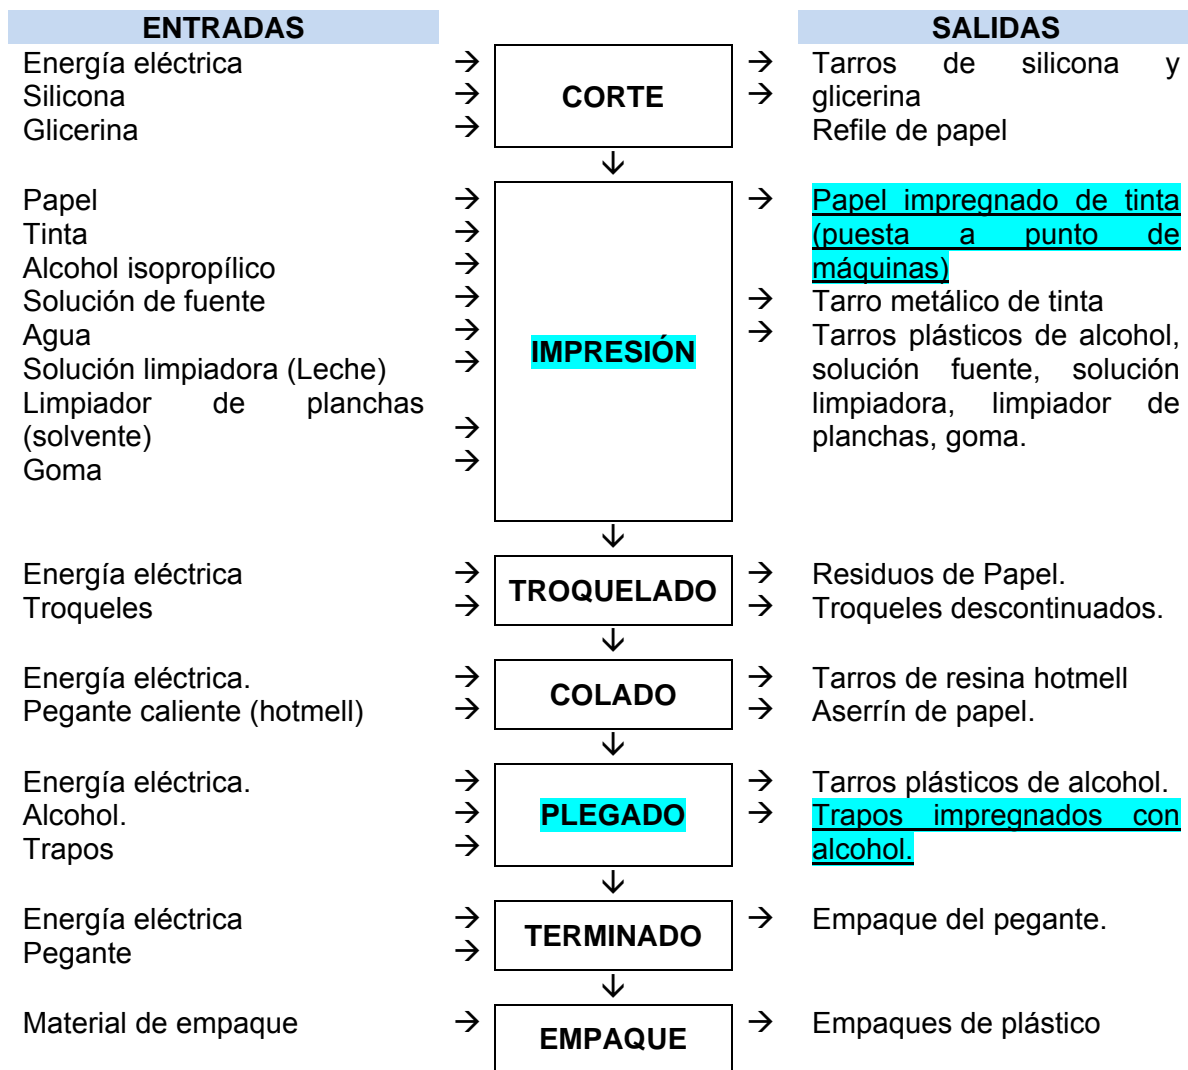 ENTRADAS SALIDAS
Energía eléctrica → → Tarros de silicona y
Silicona → CORTE → glicerina
Glicerina → Refile de papel
↓
Papel → → Papel impregnado de tinta
Tinta → (puesta a punto de
Alcohol isopropílico → máquinas)
Solución de fuente → → Tarro metálico de tinta
Agua → IMPRESIÓN → Tarros plásticos de alcohol,
Solución limpiadora (Leche) → solución fuente, solución
Limpiador de planchas limpiadora, limpiador de
(solvente) → planchas, goma.
Goma →
↓
Energía eléctrica → TROQUELADO → Residuos de Papel.
Troqueles → → Troqueles descontinuados.
↓
Energía eléctrica. → COLADO → Tarros de resina hotmell
Pegante caliente (hotmell) → → Aserrín de papel.
↓
Energía eléctrica. → → Tarros plásticos de alcohol.
Alcohol. → PLEGADO → Trapos impregnados con
Trapos → alcohol.
↓
Energía eléctrica → TERMINADO → Empaque del pegante.
Pegante →
↓
Material de empaque → EMPAQUE → Empaques de plástico